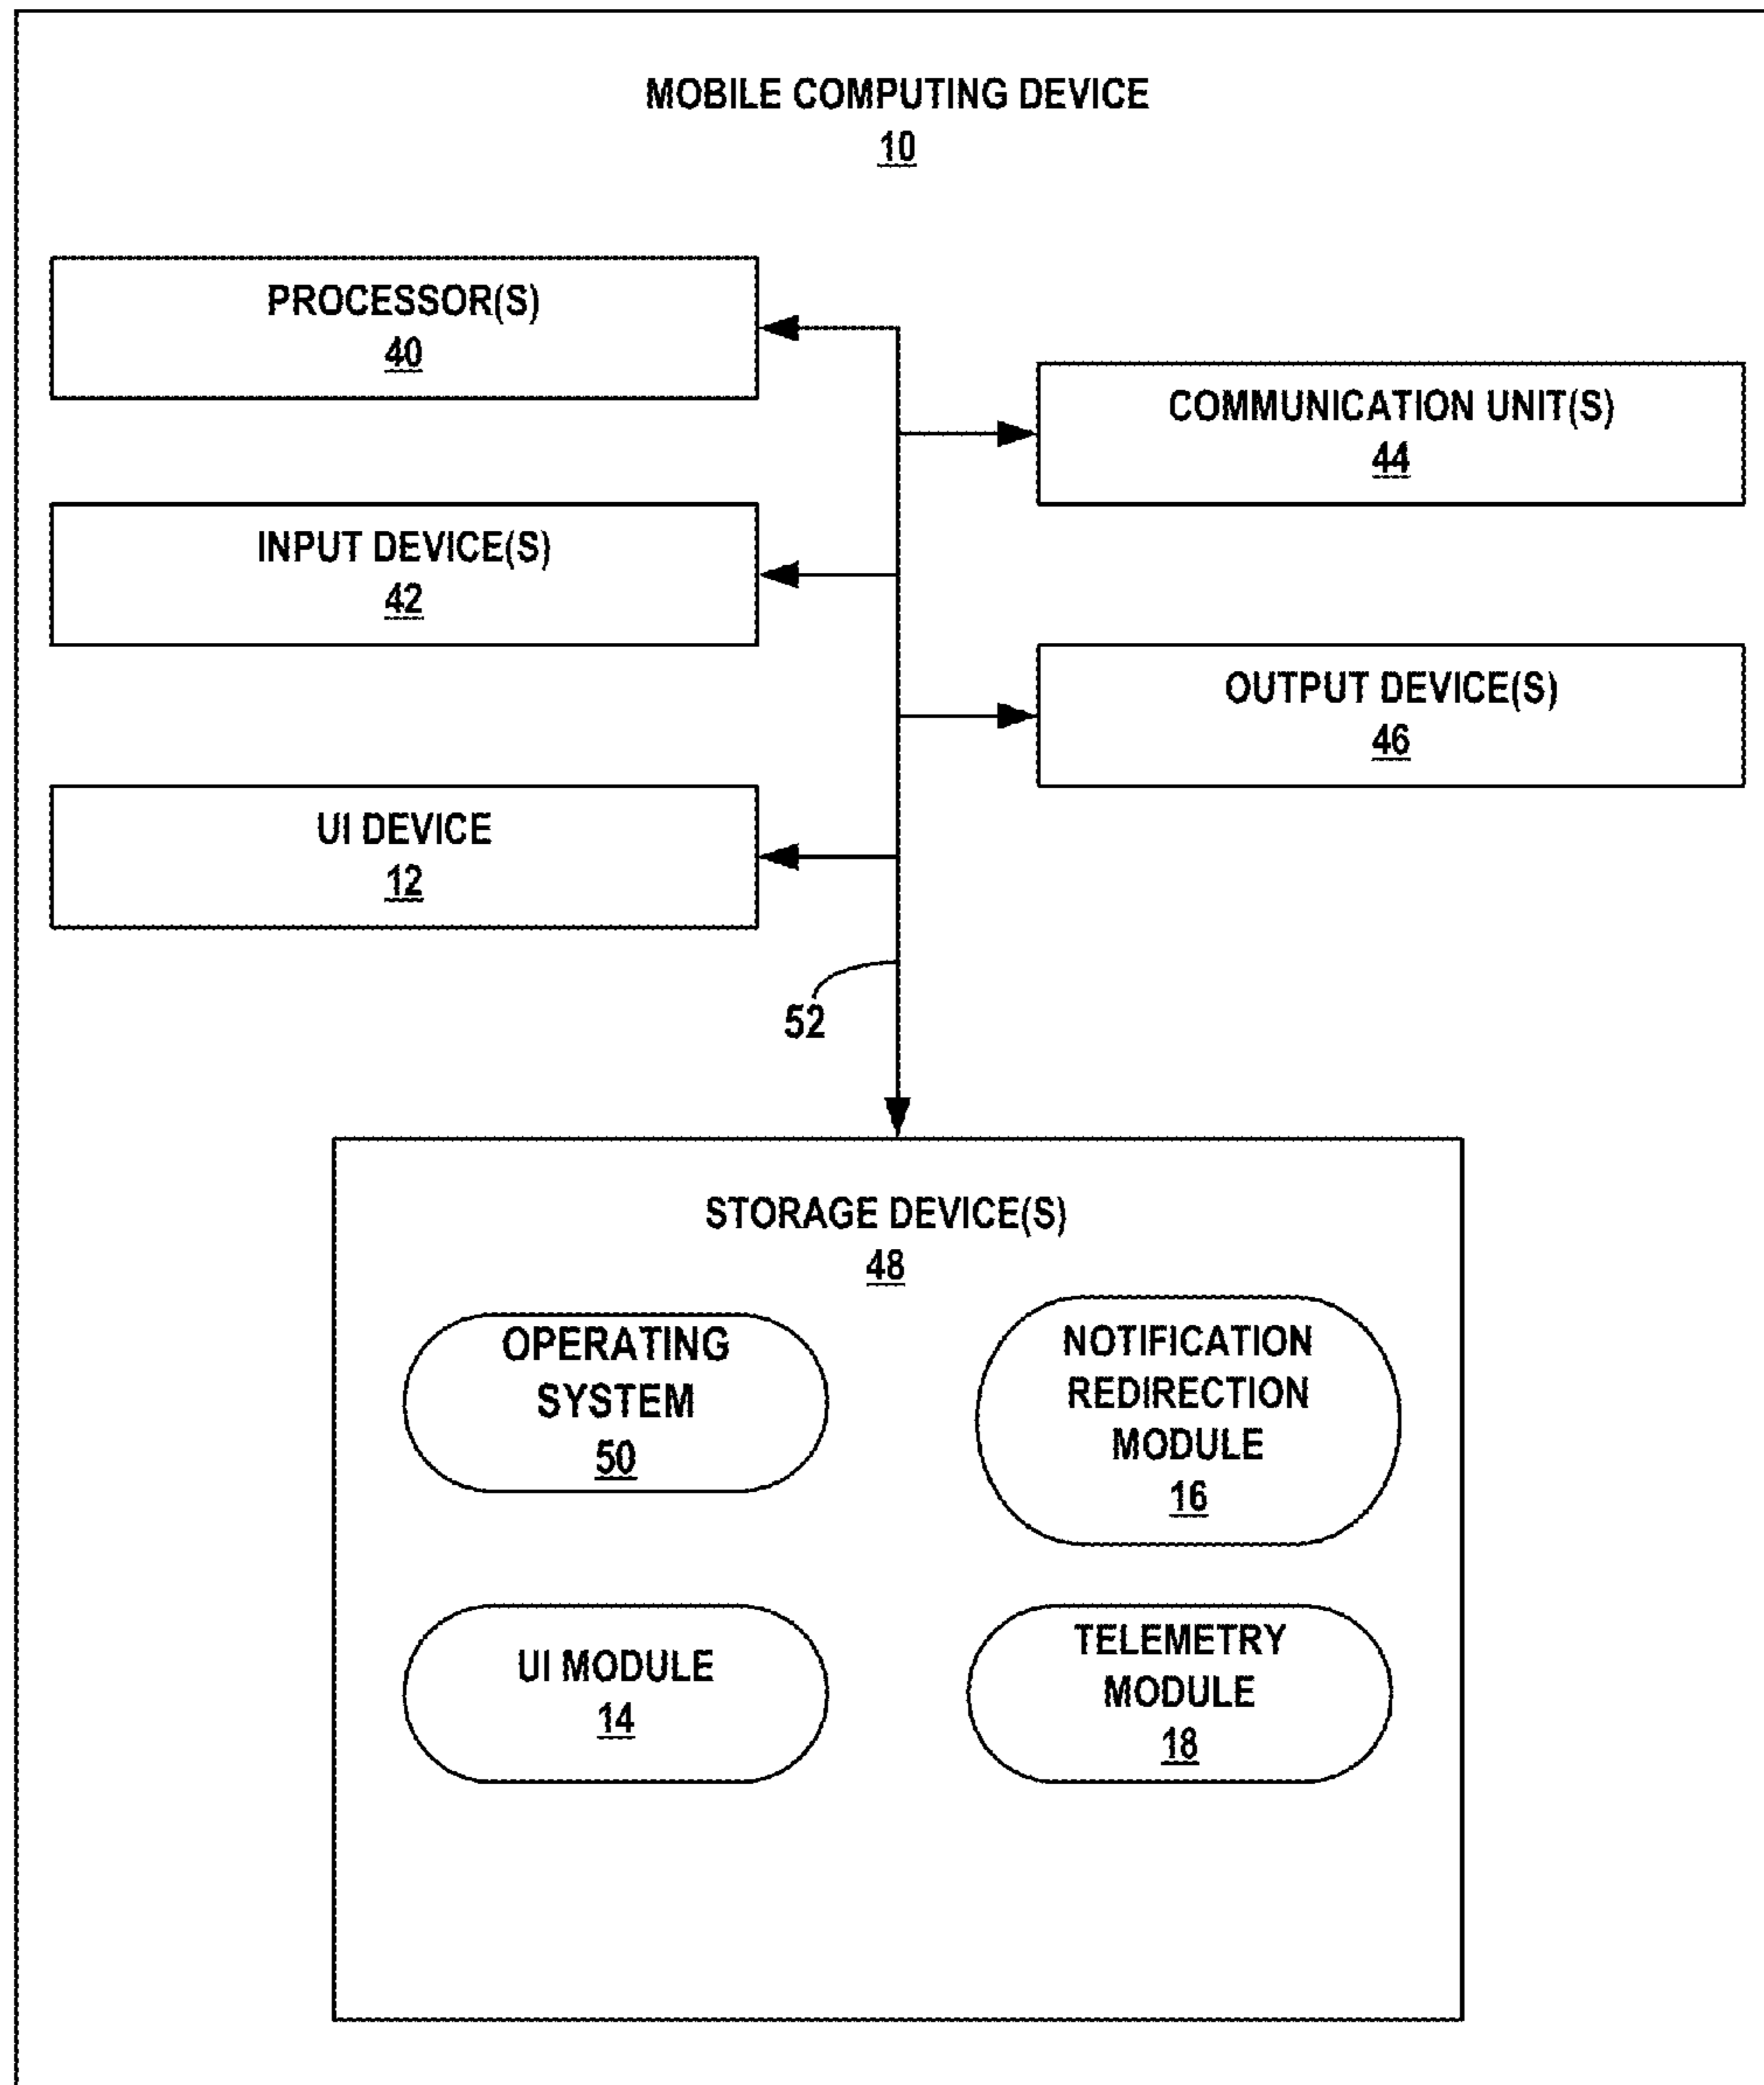 MOBILE COMPUTING DEVICE
10
PROCESSOR(S)
40
COMMUNICATION UNIT(S)
44
INPUT DEVICE(S)
42
OUTPUT DEVICE(S)
46
UI DEVICE
12
52
STORAGE DEVICE(S)
48
OPERATING
SYSTEM
50
NOTIFICATION
REDIRECTION
MODULE
16
UI MODULE
14
TELEMETRY
MODULE
18